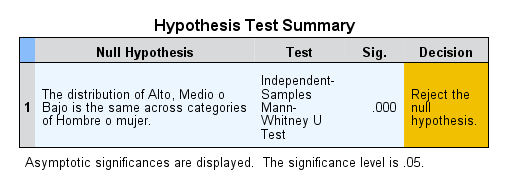 Hypothesis Test Summary
Null Hypothesis Test Sig. Decision
1 The distribution of Alto, Medio o Bajo is the same across categories of Hombre o mujer. Independent-Samples Mann-Whitney U Test .000 Reject the null hypothesis.
Asymptotic significances are displayed. The significance level is .05.